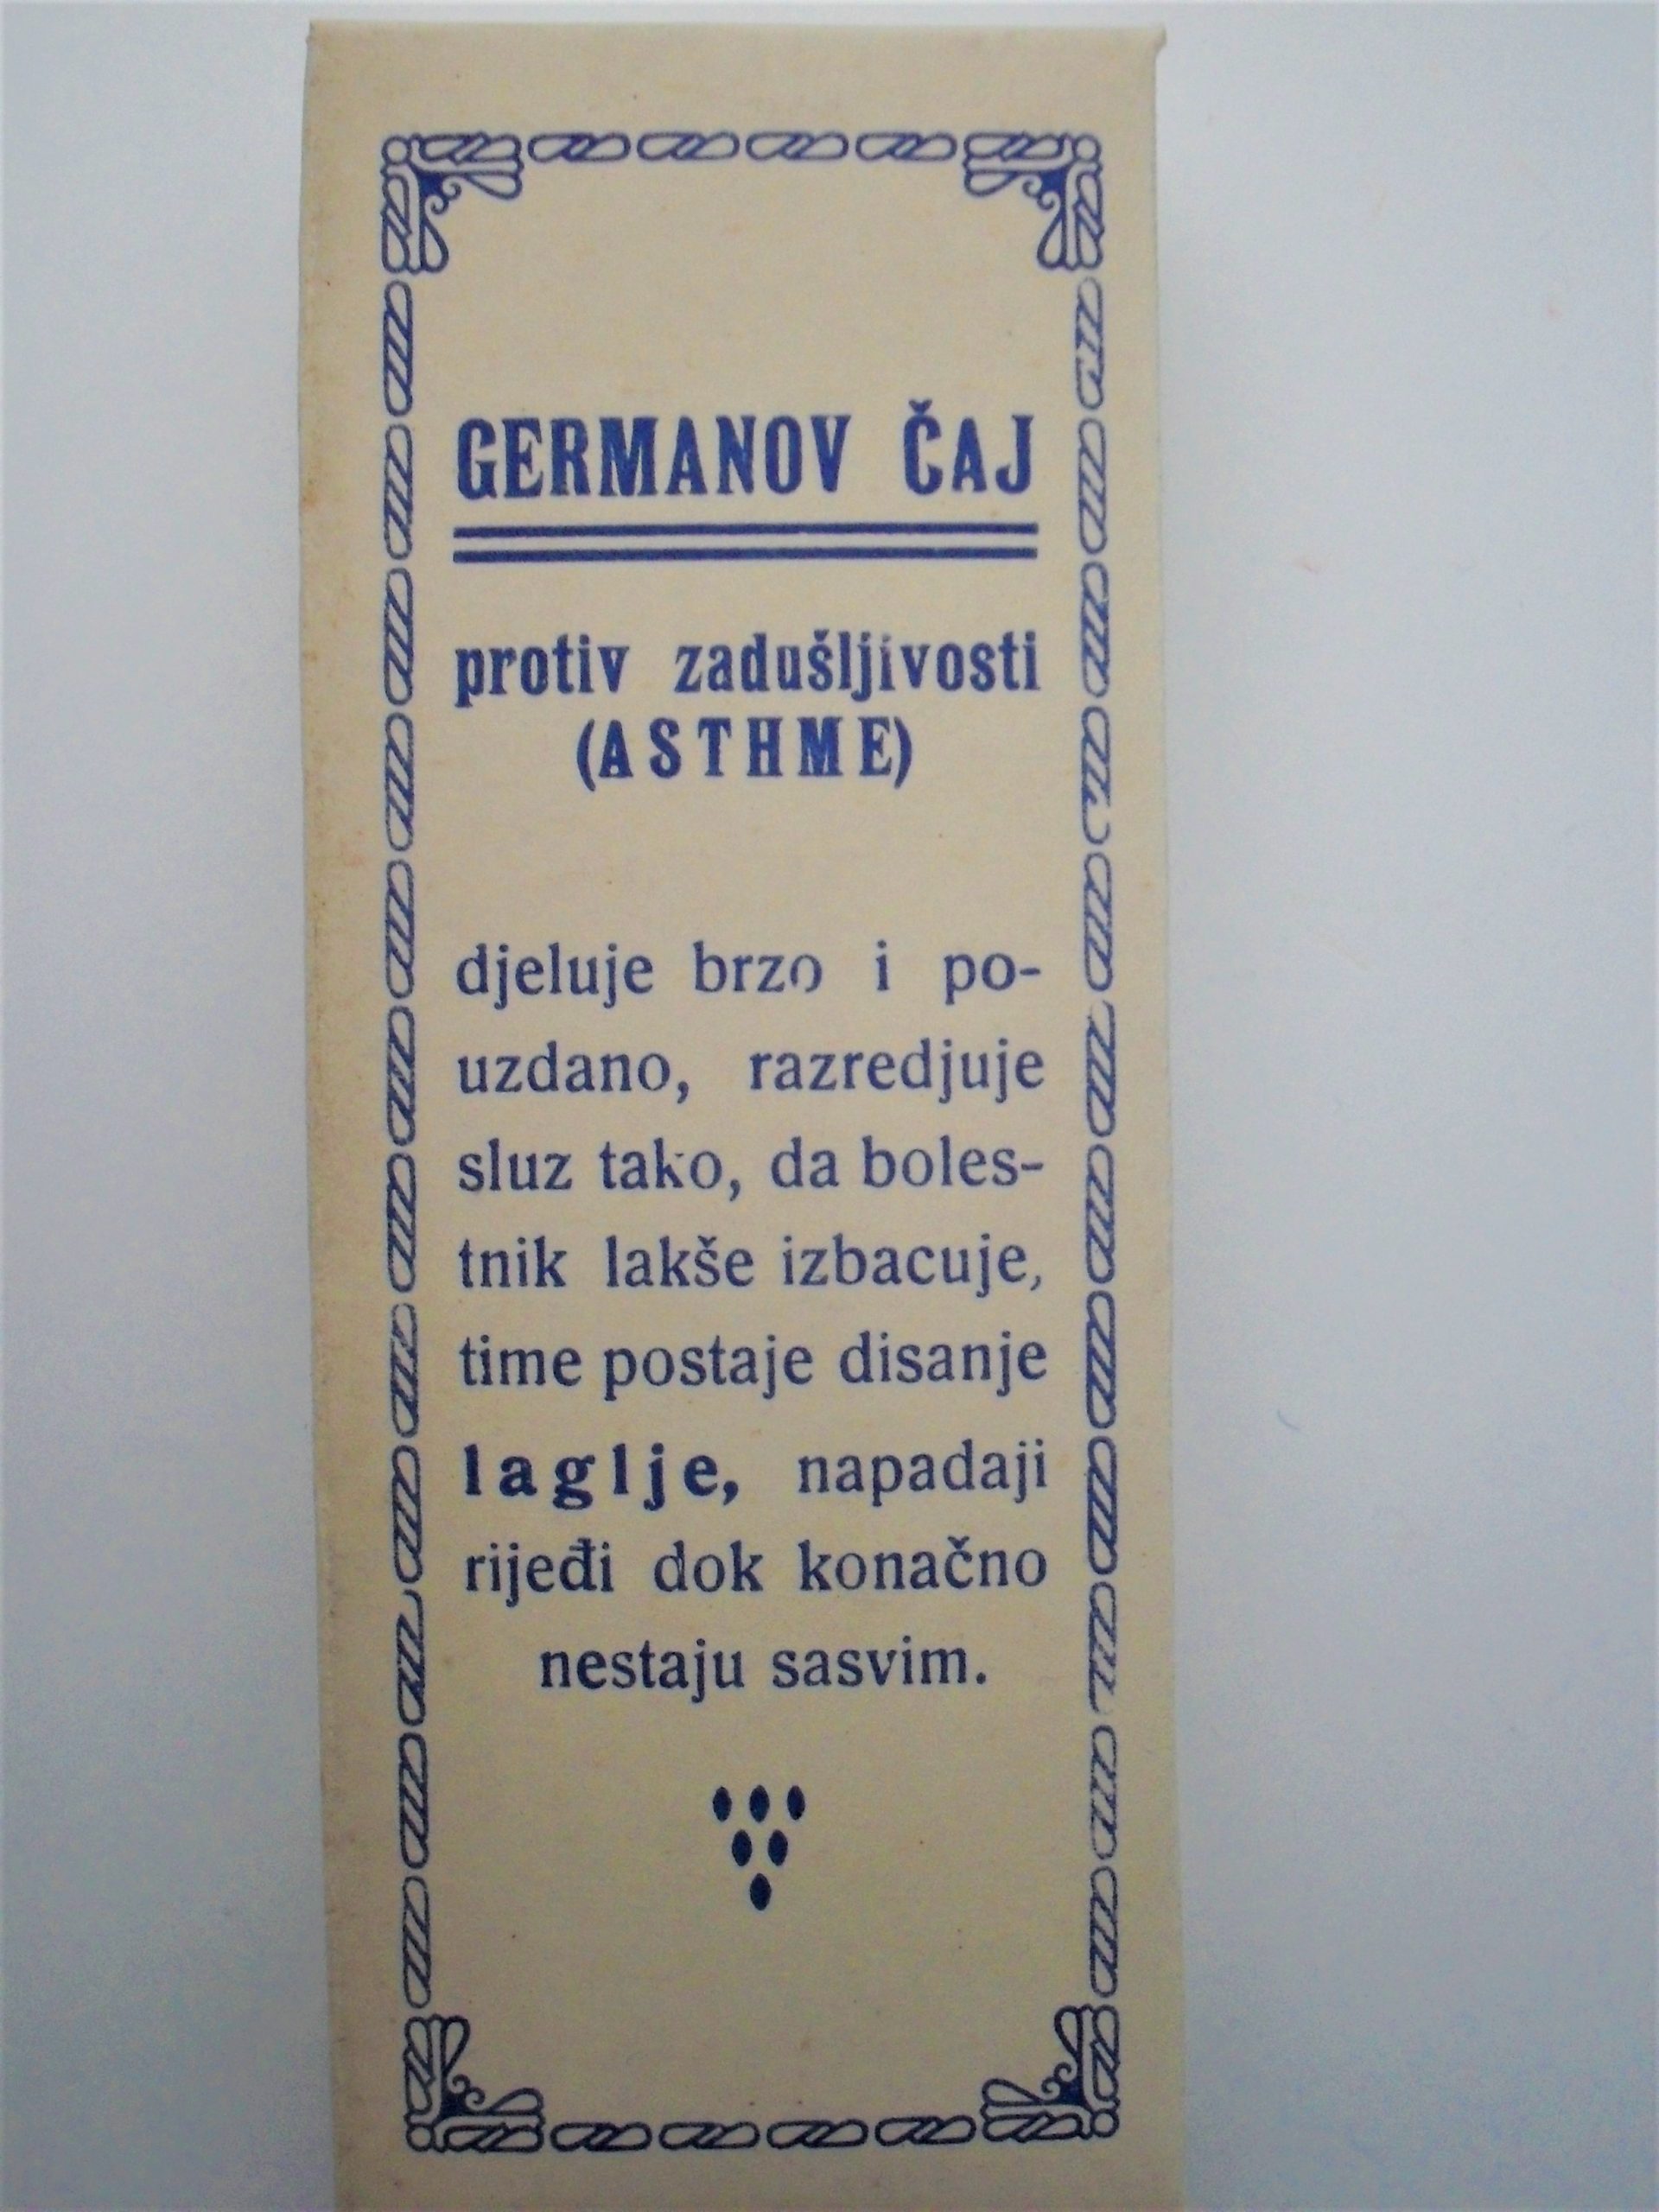 GERMANOV ČAJ
protiv zadušljivosti
(ASTHME)
djeluje brzo i po-
uzdano, razredjuje
sluz tako, da boles-
tnik lakše izbacuje,
time postaje disanje
laglje, napadaji
rijeđi dok konačno
nestaju sasvim.